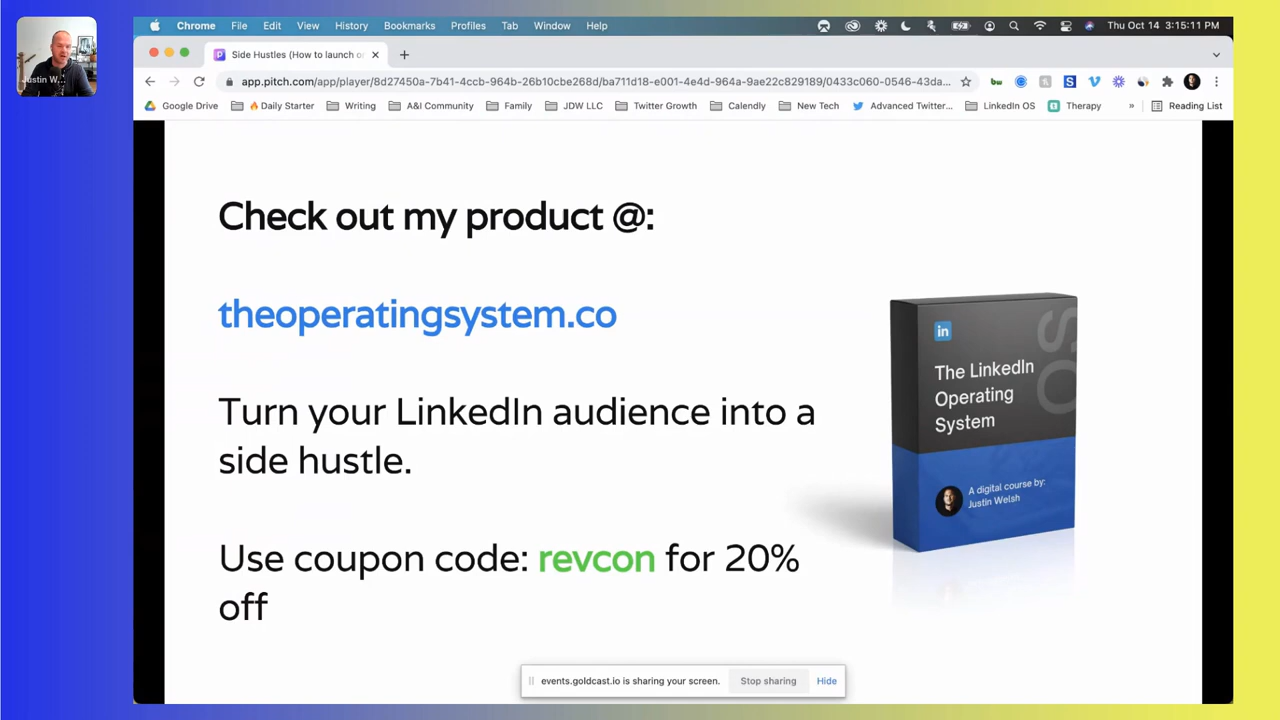 Chrome File Edit View History Bookmarks Profiles Tab Window Help Thu Oct 14 3:15:11 PM
Justin W...
Side Hustles (How to launch o
app.pitch.com/app/player/8d27450a-7b41-4ccb-964b-26b10cbe268d/ba711d18-e001-4e4d-964a-9ae22c829189/0433c060-0546-43da...
Google Drive 🔥Daily Starter Writing A&I Community Family JDW LLC Twitter Growth Calendly New Tech Advanced Twitter... LinkedIn OS Therapy » Reading List
Check out my product @:
theoperatingsystem.co
Turn your LinkedIn audience into a
side hustle.
Use coupon code: revcon for 20%
off
in
OS
The LinkedIn
Operating
System
A digital course by:
Justin Welsh
events.goldcast.io is sharing your screen. Stop sharing Hide